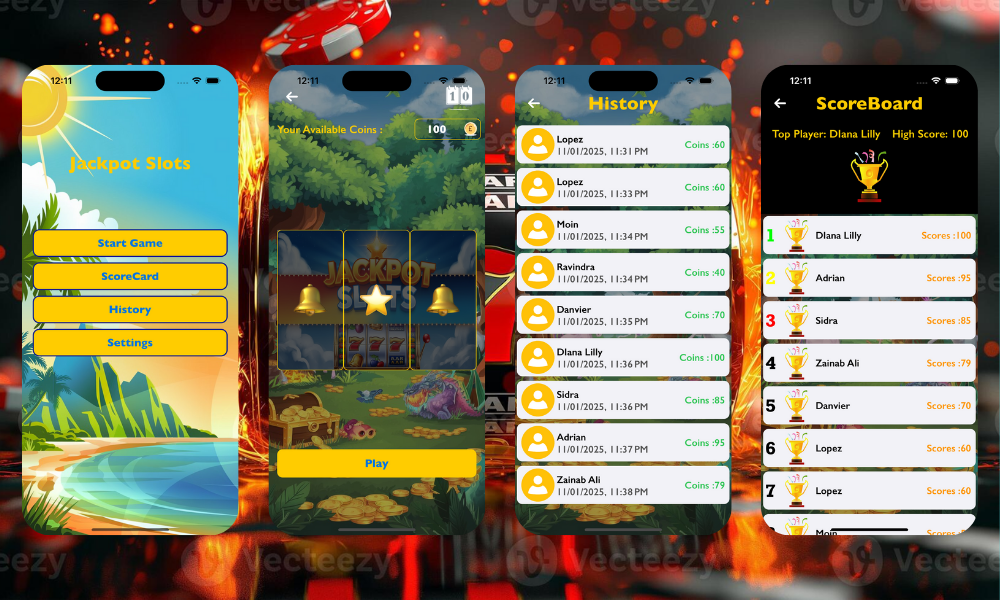 12:11
Jackpot Slots
Start Game
ScoreCard
History
Settings
12:11
10
Your Available Coins :
100
JACKPOT
SLOTS
Play
12:11
History
Lopez
11/01/2025, 11:31 PM
Coins :60
Lopez
11/01/2025, 11:33 PM
Coins :60
Moin
11/01/2025, 11:34 PM
Coins :55
Ravindra
11/01/2025, 11:34 PM
Coins :40
Danvier
11/01/2025, 11:35 PM
Coins :70
DIana Lilly
11/01/2025, 11:36 PM
Coins :100
Sidra
11/01/2025, 11:36 PM
Coins :85
Adrian
11/01/2025, 11:37 PM
Coins :95
Zainab Ali
11/01/2025, 11:38 PM
Coins :79
12:11
ScoreBoard
Top Player: DIana Lilly
High Score: 100
1
DIana Lilly
Scores :100
2
Adrian
Scores :95
3
Sidra
Scores :85
4
Zainab Ali
Scores :79
5
Danvier
Scores :70
6
Lopez
Scores :60
7
Lopez
Scores :60
Moin
Scores
Vecteezy
Vecteezy
Vecteezy